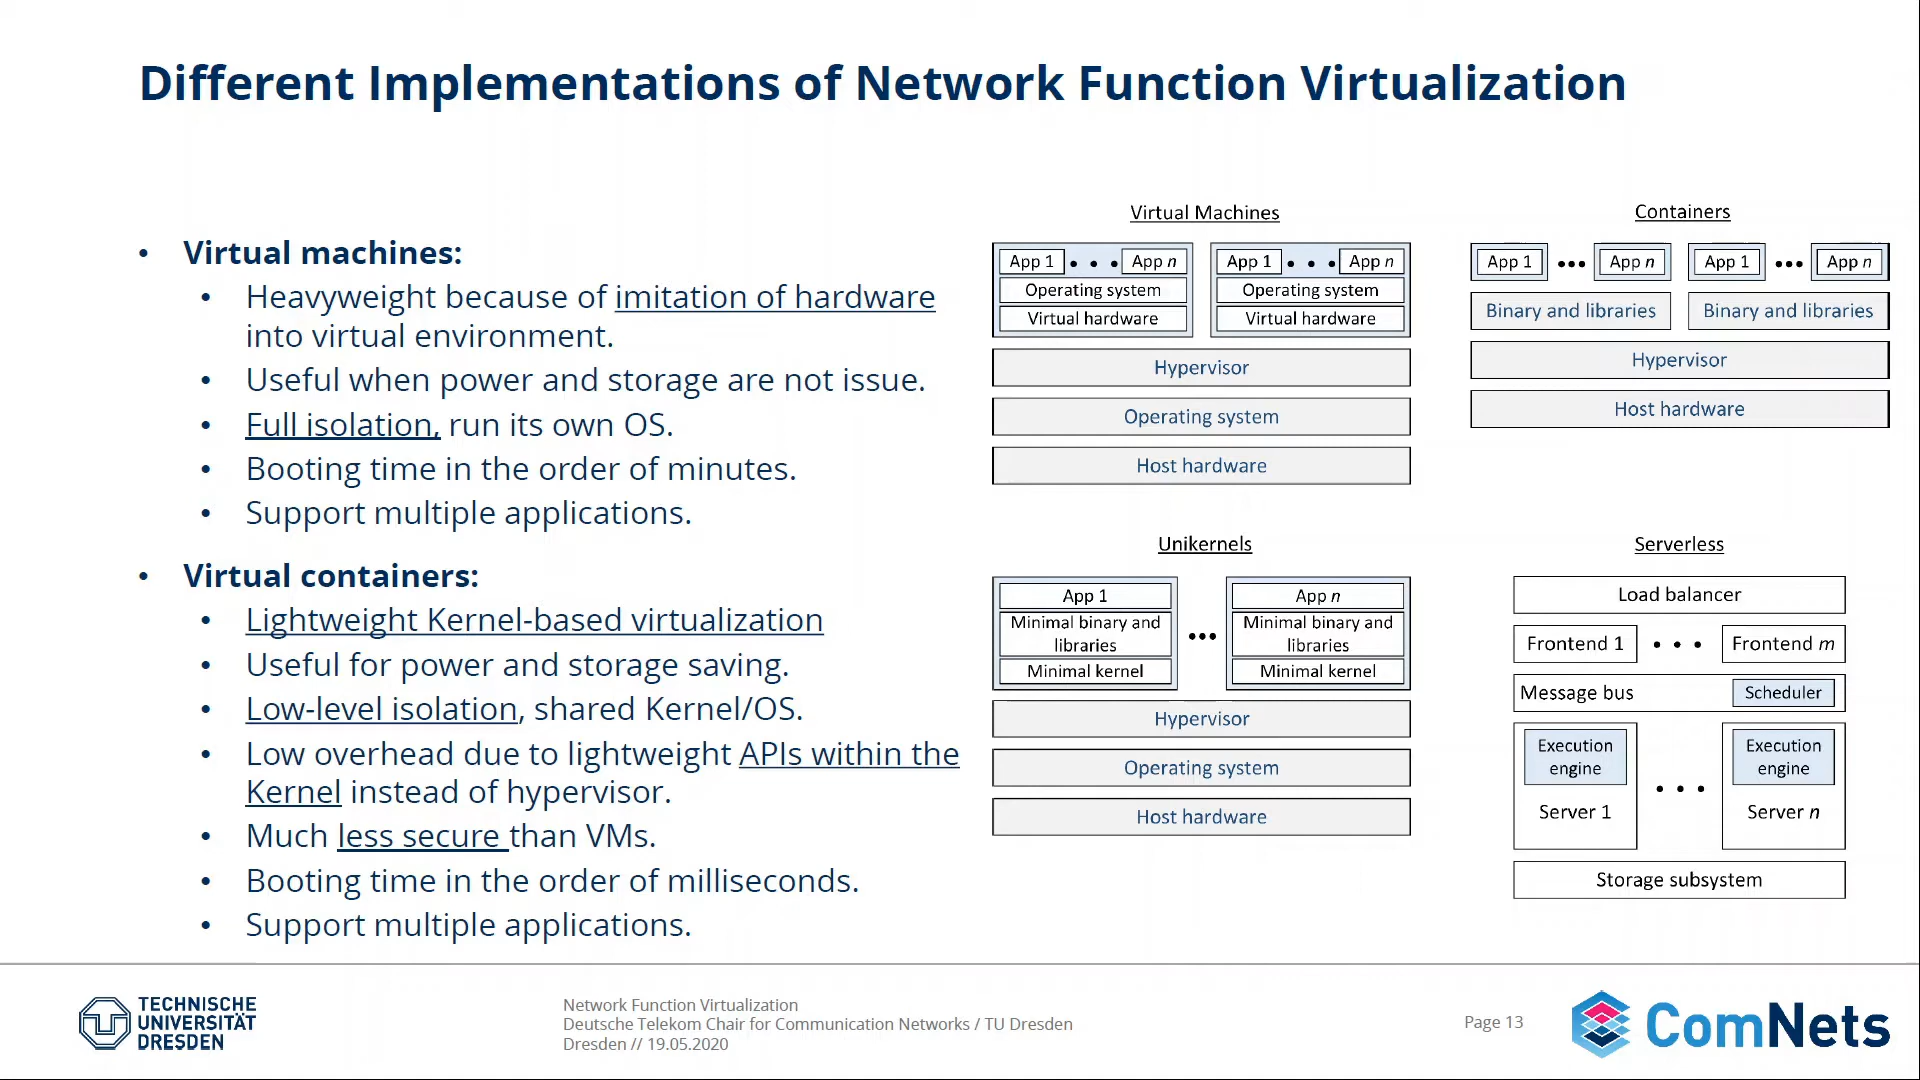 Different Implementations of Network Function Virtualization
• Virtual machines:
• Heavyweight because of imitation of hardware
into virtual environment.
• Useful when power and storage are not issue.
• Full isolation, run its own OS.
• Booting time in the order of minutes.
• Support multiple applications.
• Virtual containers:
• Lightweight Kernel-based virtualization
• Useful for power and storage saving.
• Low-level isolation, shared Kernel/OS.
• Low overhead due to lightweight APIs within the
Kernel instead of hypervisor.
• Much less secure than VMs.
• Booting time in the order of milliseconds.
• Support multiple applications.
Virtual Machines
App 1 • • • App n App 1 • • • App n
Operating system Operating system
Virtual hardware Virtual hardware
Hypervisor
Operating system
Host hardware
Containers
App 1 ••• App n App 1 ••• App n
Binary and libraries Binary and libraries
Hypervisor
Host hardware
Unikernels
App 1 App n
Minimal binary and Minimal binary and
libraries ••• libraries
Minimal kernel Minimal kernel
Hypervisor
Operating system
Host hardware
Serverless
Load balancer
Frontend 1 • • • Frontend m
Message bus Scheduler
Execution Execution
engine engine
• • •
Server 1 Server n
Storage subsystem
TECHNISCHE
UNIVERSITÄT
DRESDEN
Network Function Virtualization
Deutsche Telekom Chair for Communication Networks / TU Dresden
Dresden // 19.05.2020
Page 13
ComNets